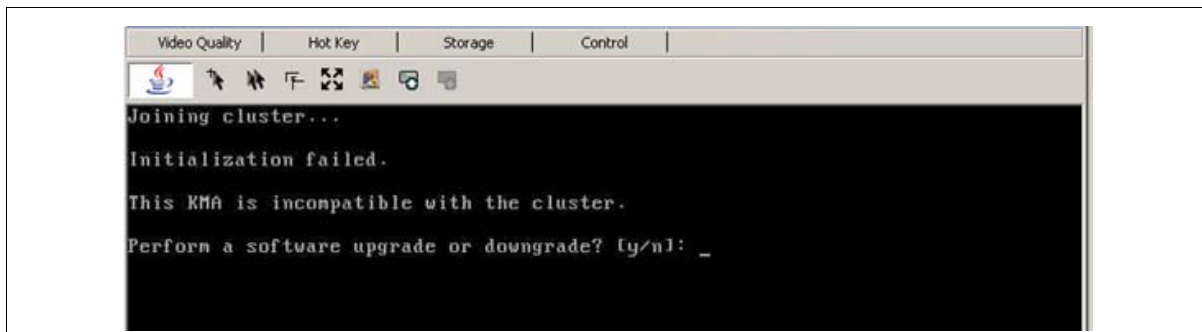 Video Quality | Hot Key | Storage | Control |
Joining cluster...
Initialization failed.
This KMA is incompatible with the cluster.
Perform a software upgrade or downgrade? [y/n]: _